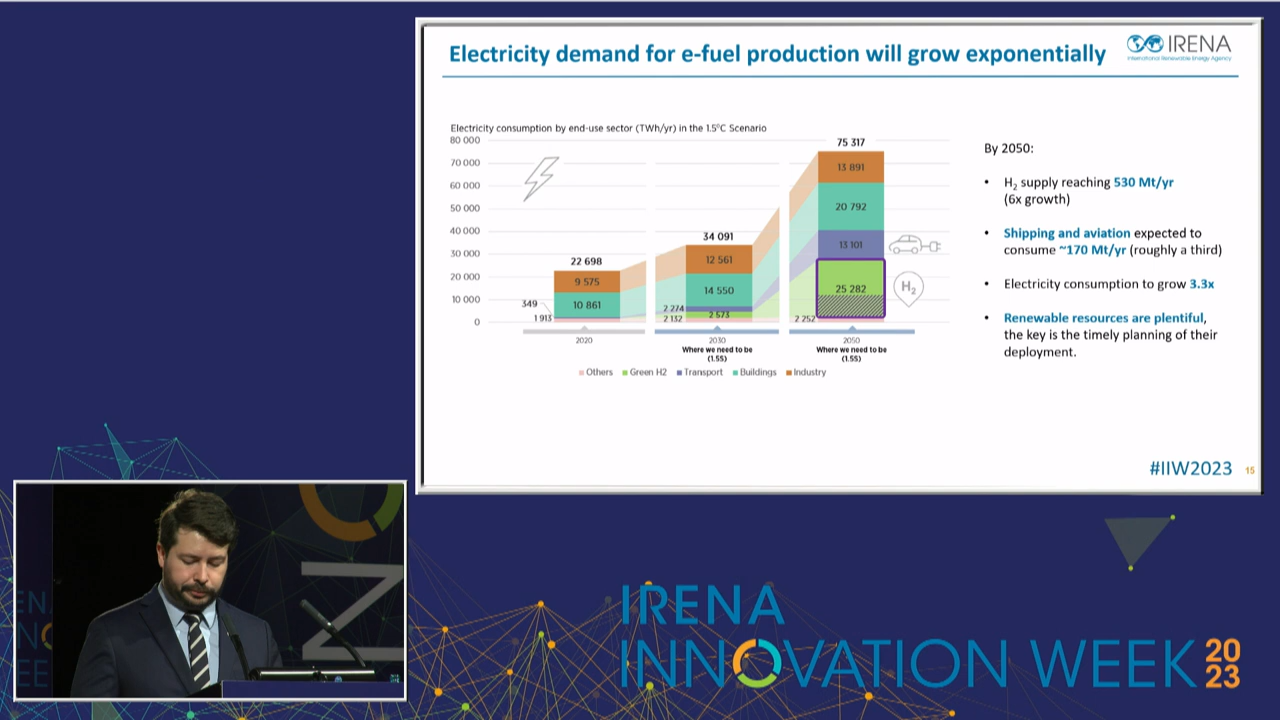 Electricity demand for e-fuel production will grow exponentially
IRENA
International Renewable Energy Agency
Electricity consumption by end-use sector (TWh/yr) in the 1.5°C Scenario
80 000
70 000
60 000
50 000
40 000
30 000
20 000
10 000
0
22 698
9 575
10 861
349
1 913
34 091
12 561
14 550
2 274
2 573
2 132
75 317
13 891
20 792
13 101
25 282
2 252
H2
2020
2030
Where we need to be
(1.5S)
2050
Where we need to be
(1.5S)
Others Green H2 Transport Buildings Industry
By 2050:
• H2 supply reaching 530 Mt/yr
(6x growth)
• Shipping and aviation expected to
consume ~170 Mt/yr (roughly a third)
• Electricity consumption to grow 3.3x
• Renewable resources are plentiful,
the key is the timely planning of their
deployment.
#IIW2023 15
IRENA
INNOVATION WEEK 20
23